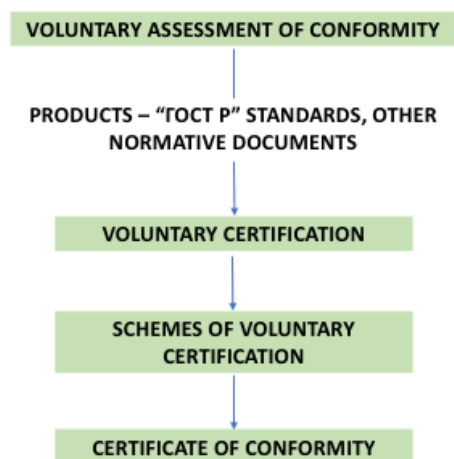 VOLUNTARY ASSESSMENT OF CONFORMITY
PRODUCTS – “ГОСТ Р” STANDARDS, OTHER
NORMATIVE DOCUMENTS
VOLUNTARY CERTIFICATION
SCHEMES OF VOLUNTARY
CERTIFICATION
CERTIFICATE OF CONFORMITY